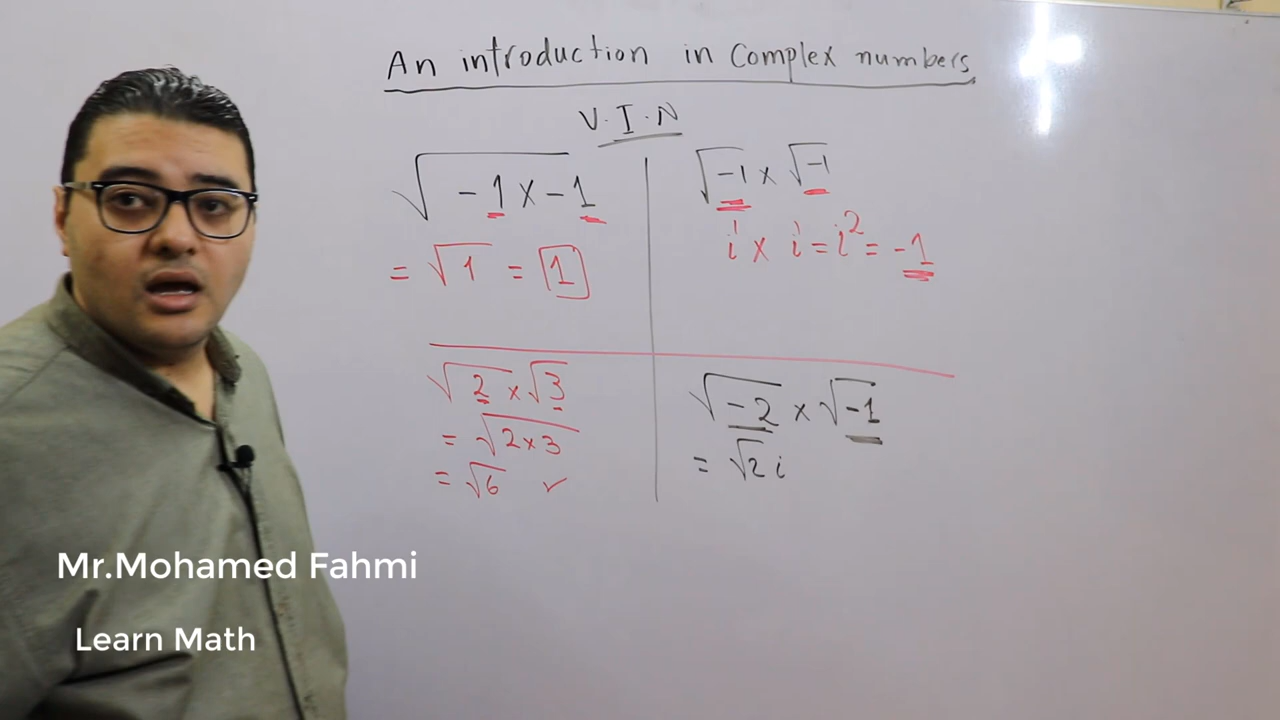 An introduction in Complex numbers
V.I.N
√-1 x -1
= √1 = 1
√-1 x √-1
i x i = i² = -1
√2 x √3
= √2x3
= √6 ✓
√-2 x √-1
= √2 i
Mr.Mohamed Fahmi
Learn Math